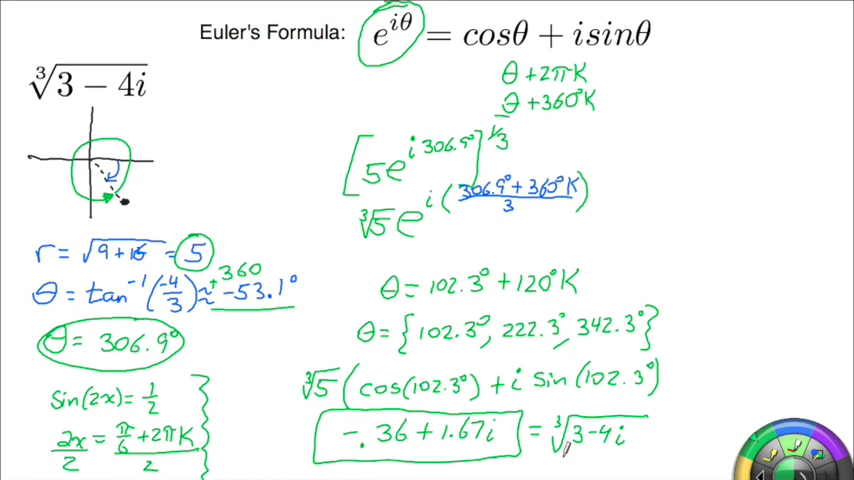 Euler's Formula: e^{iθ} = cosθ + isinθ
∛(3 − 4i)
θ + 2πK
θ + 360°K
[5e^{i 306.9°}]^{1/3}
∛5 e^{i((306.9° + 360°K)/3)}
r = √(9+16) = 5
+360
θ = tan⁻¹(-4/3) ≈ -53.1°
θ = 306.9°
sin(2x) = 1/2
2x/2 = (π/6 + 2πK)/2
θ = 102.3° + 120°K
θ = {102.3°, 222.3°, 342.3°}
∛5 (cos(102.3°) + i sin(102.3°)
-.36 + 1.67i = ∛(3-4i)